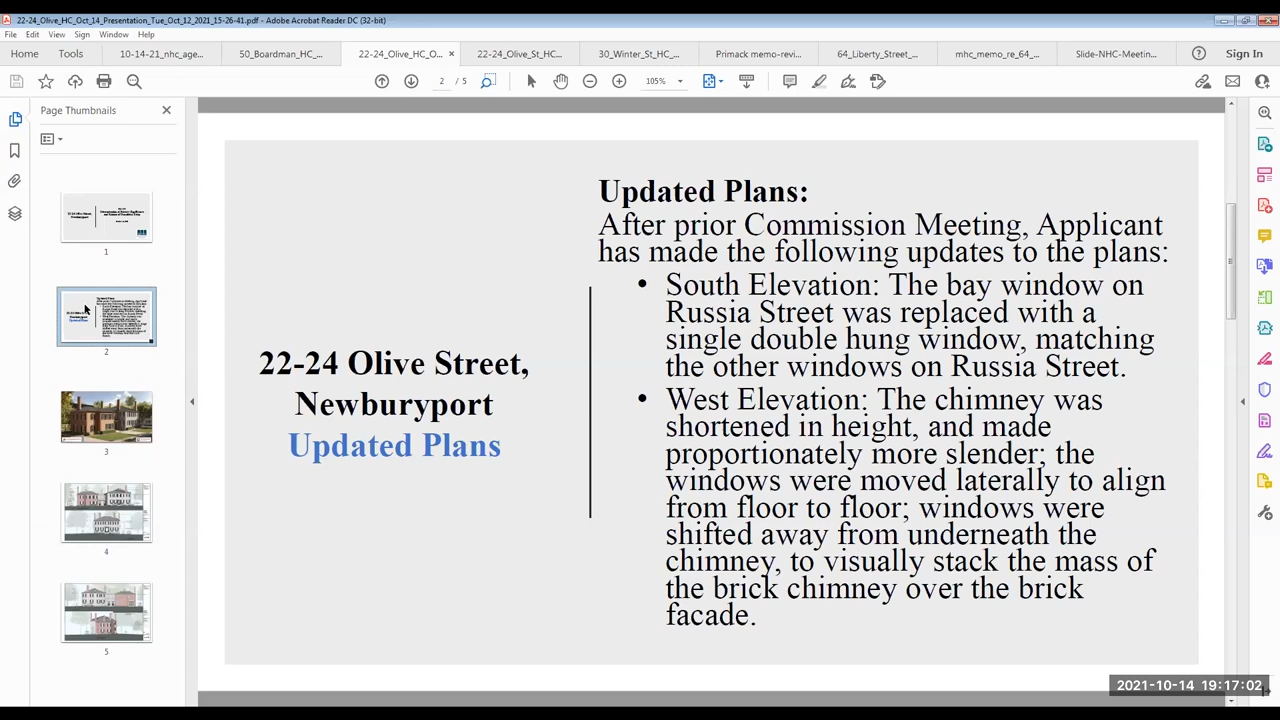 22-24_Olive_HC_Oct_14_Presentation_Tue_Oct_12_2021_15-26-41.pdf - Adobe Acrobat Reader DC (32-bit)
File Edit View Sign Window Help
Home Tools 10-14-21_nhc_age... 50_Boardman_HC_... 22-24_Olive_HC_O... × 22-24_Olive_St_HC... 30_Winter_St_HC_... Primack memo-revi... 64_Liberty_Street_... mhc_memo_re_64_... Slide-NHC-Meetin... Sign In
2 / 5 105%
Page Thumbnails
1
2
3
4
5
22-24 Olive Street,
Newburyport
Updated Plans
Updated Plans:
After prior Commission Meeting, Applicant
has made the following updates to the plans:
• South Elevation: The bay window on
Russia Street was replaced with a
single double hung window, matching
the other windows on Russia Street.
• West Elevation: The chimney was
shortened in height, and made
proportionately more slender; the
windows were moved laterally to align
from floor to floor; windows were
shifted away from underneath the
chimney, to visually stack the mass of
the brick chimney over the brick
facade.
2021-10-14 19:17:02